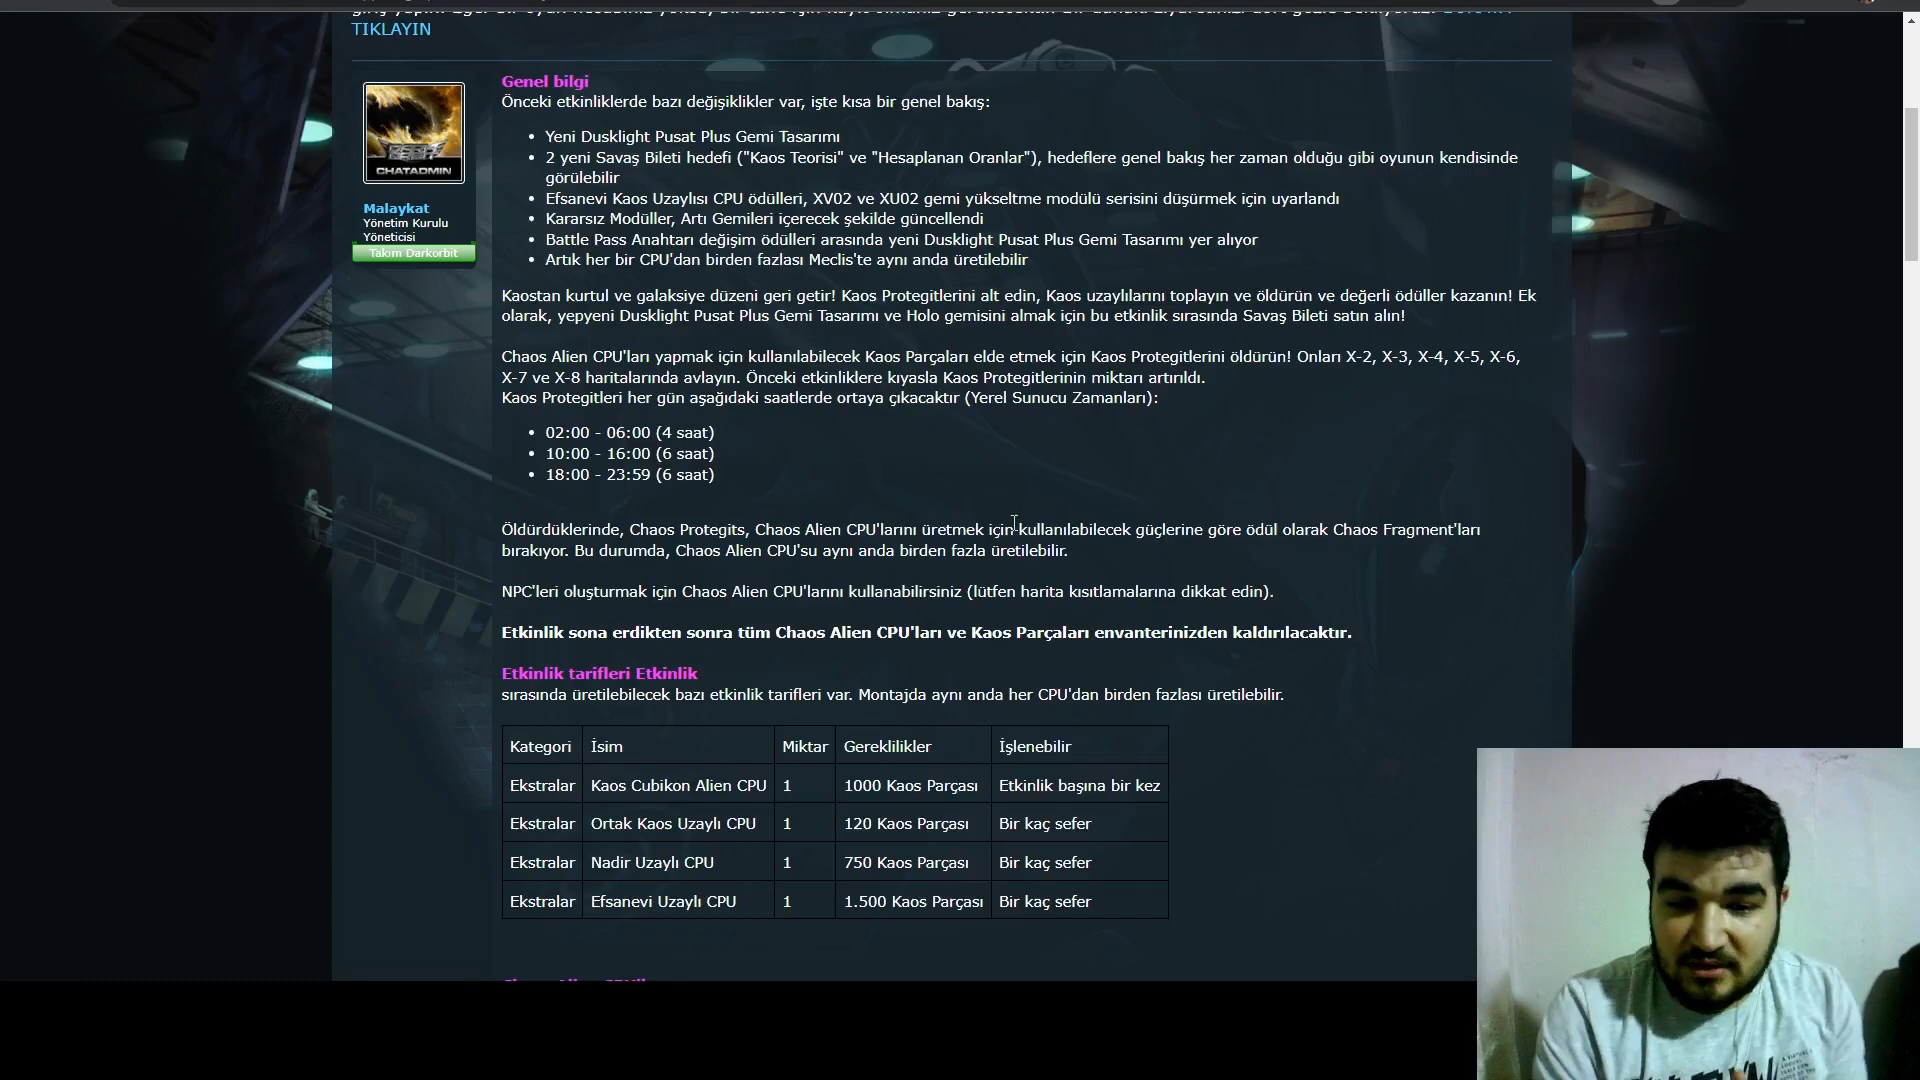 TIKLAYIN
Genel bilgi
Önceki etkinliklerde bazı değişiklikler var, işte kısa bir genel bakış:
• Yeni Dusklight Pusat Plus Gemi Tasarımı
• 2 yeni Savaş Bileti hedefi ("Kaos Teorisi" ve "Hesaplanan Oranlar"), hedeflere genel bakış her zaman olduğu gibi oyunun kendisinde
görülebilir
• Efsanevi Kaos Uzaylısı CPU ödülleri, XV02 ve XU02 gemi yükseltme modülü serisini düşürmek için uyarlandı
• Kararsız Modüller, Artı Gemileri içerecek şekilde güncellendi
• Battle Pass Anahtarı değişim ödülleri arasında yeni Dusklight Pusat Plus Gemi Tasarımı yer alıyor
• Artık her bir CPU'dan birden fazlası Meclis'te aynı anda üretilebilir
CHATADMIN
Malaykat
Yönetim Kurulu
Yöneticisi
Takım Darkorbit
Kaostan kurtul ve galaksiye düzeni geri getir! Kaos Protegitlerini alt edin, Kaos uzaylılarını toplayın ve öldürün ve değerli ödüller kazanın! Ek
olarak, yepyeni Dusklight Pusat Plus Gemi Tasarımı ve Holo gemisini almak için bu etkinlik sırasında Savaş Bileti satın alın!
Chaos Alien CPU'ları yapmak için kullanılabilecek Kaos Parçaları elde etmek için Kaos Protegitlerini öldürün! Onları X-2, X-3, X-4, X-5, X-6,
X-7 ve X-8 haritalarında avlayın. Önceki etkinliklere kıyasla Kaos Protegitlerinin miktarı artırıldı.
Kaos Protegitleri her gün aşağıdaki saatlerde ortaya çıkacaktır (Yerel Sunucu Zamanları):
• 02:00 - 06:00 (4 saat)
• 10:00 - 16:00 (6 saat)
• 18:00 - 23:59 (6 saat)
Öldürdüklerinde, Chaos Protegits, Chaos Alien CPU'larını üretmek için kullanılabilecek güçlerine göre ödül olarak Chaos Fragment'ları
bırakıyor. Bu durumda, Chaos Alien CPU'su aynı anda birden fazla üretilebilir.
NPC'leri oluşturmak için Chaos Alien CPU'larını kullanabilirsiniz (lütfen harita kısıtlamalarına dikkat edin).
Etkinlik sona erdikten sonra tüm Chaos Alien CPU'ları ve Kaos Parçaları envanterinizden kaldırılacaktır.
Etkinlik tarifleri Etkinlik
sırasında üretilebilecek bazı etkinlik tarifleri var. Montajda aynı anda her CPU'dan birden fazlası üretilebilir.
Kategori İsim Miktar Gereklilikler İşlenebilir
Ekstralar Kaos Cubikon Alien CPU 1 1000 Kaos Parçası Etkinlik başına bir kez
Ekstralar Ortak Kaos Uzaylı CPU 1 120 Kaos Parçası Bir kaç sefer
Ekstralar Nadir Uzaylı CPU 1 750 Kaos Parçası Bir kaç sefer
Ekstralar Efsanevi Uzaylı CPU 1 1.500 Kaos Parçası Bir kaç sefer